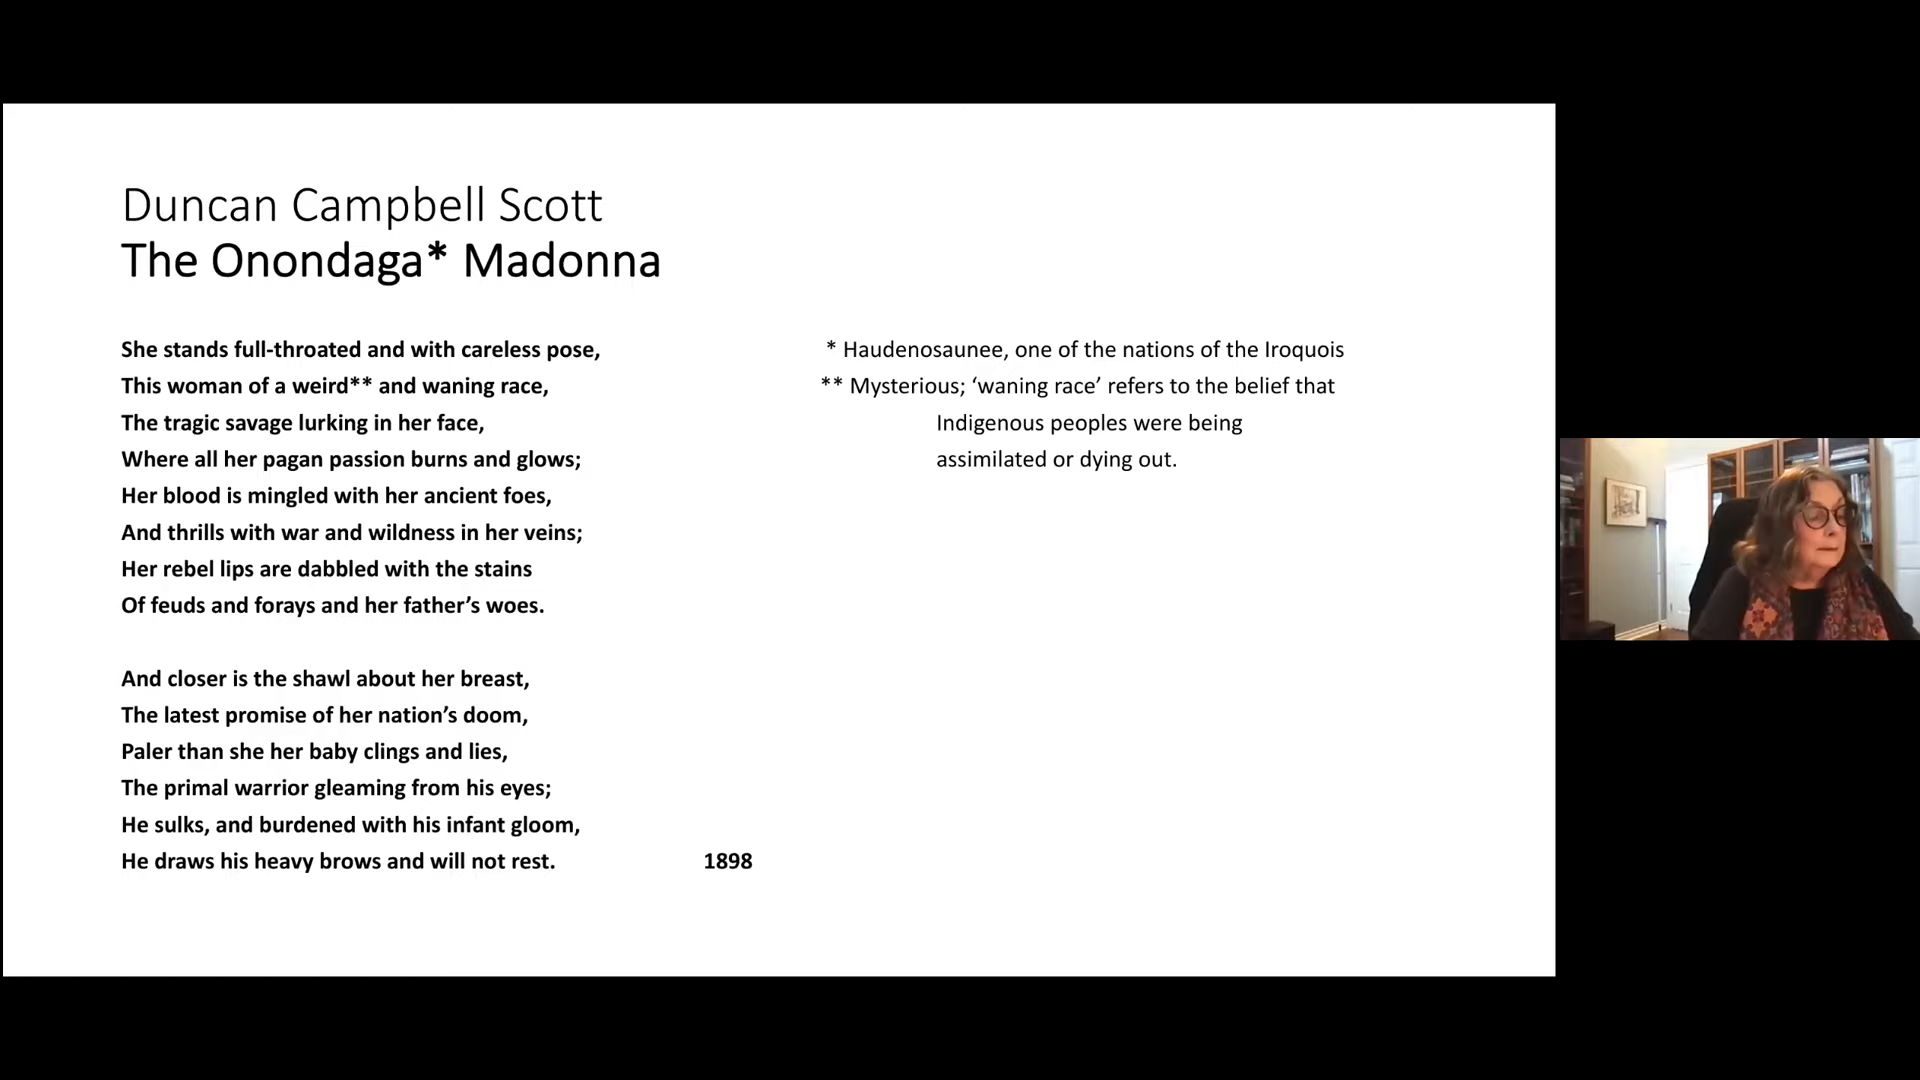 Duncan Campbell Scott
The Onondaga* Madonna
She stands full-throated and with careless pose,
This woman of a weird** and waning race,
The tragic savage lurking in her face,
Where all her pagan passion burns and glows;
Her blood is mingled with her ancient foes,
And thrills with war and wildness in her veins;
Her rebel lips are dabbled with the stains
Of feuds and forays and her father’s woes.
And closer is the shawl about her breast,
The latest promise of her nation’s doom,
Paler than she her baby clings and lies,
The primal warrior gleaming from his eyes;
He sulks, and burdened with his infant gloom,
He draws his heavy brows and will not rest. 1898
* Haudenosaunee, one of the nations of the Iroquois
** Mysterious; ‘waning race’ refers to the belief that
Indigenous peoples were being
assimilated or dying out.